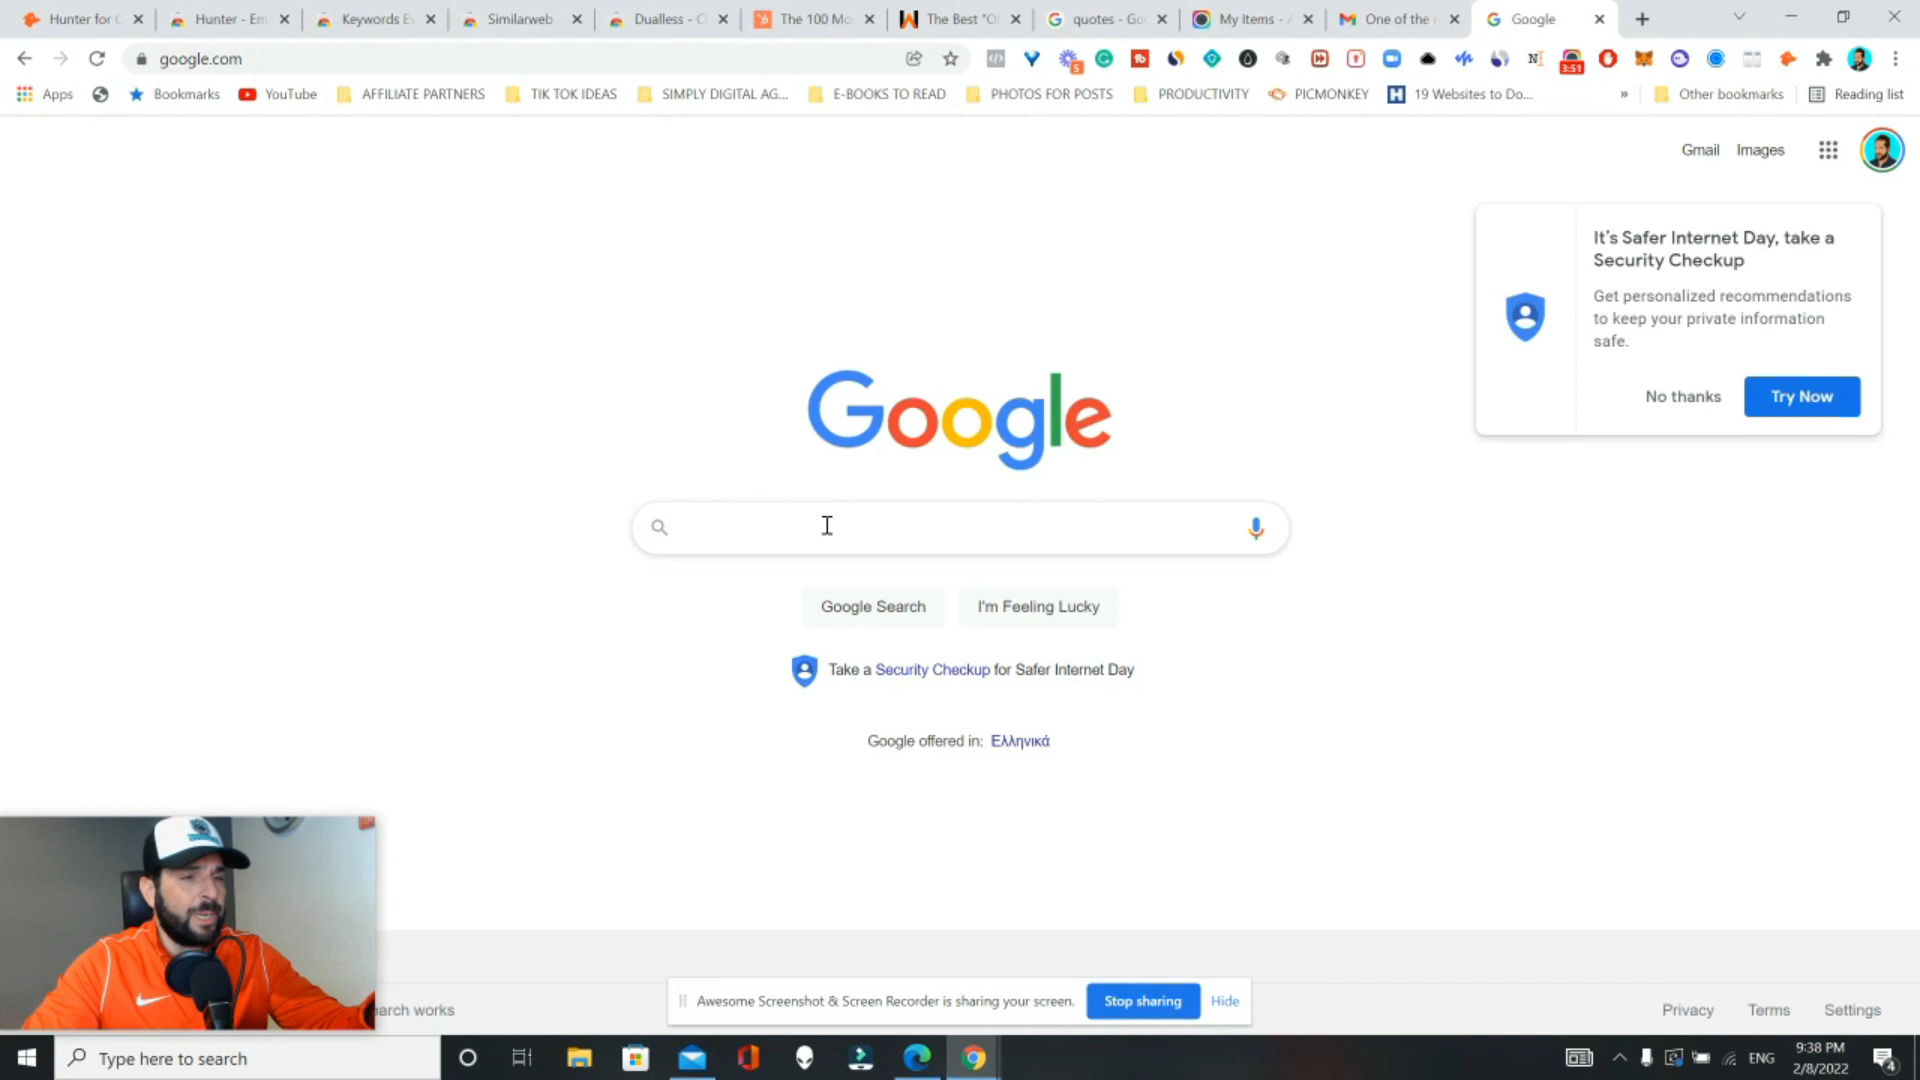 Hunter for C
Hunter - Em
Keywords Ev
Similarweb -
Dualless - C
The 100 Mo
The Best "O
quotes - Go
My Items - A
One of the
Google
google.com
5
3:51
Apps
Bookmarks
YouTube
AFFILIATE PARTNERS
TIK TOK IDEAS
SIMPLY DIGITAL AG...
E-BOOKS TO READ
PHOTOS FOR POSTS
PRODUCTIVITY
PICMONKEY
19 Websites to Do...
»
Other bookmarks
Reading list
Gmail
Images
It's Safer Internet Day, take a
Security Checkup
Get personalized recommendations
to keep your private information
safe.
No thanks
Try Now
Google
Google Search
I'm Feeling Lucky
Take a Security Checkup for Safer Internet Day
Google offered in: Ελληνικά
arch works
Awesome Screenshot & Screen Recorder is sharing your screen.
Stop sharing
Hide
Privacy
Terms
Settings
Type here to search
ENG
9:38 PM
2/8/2022
4